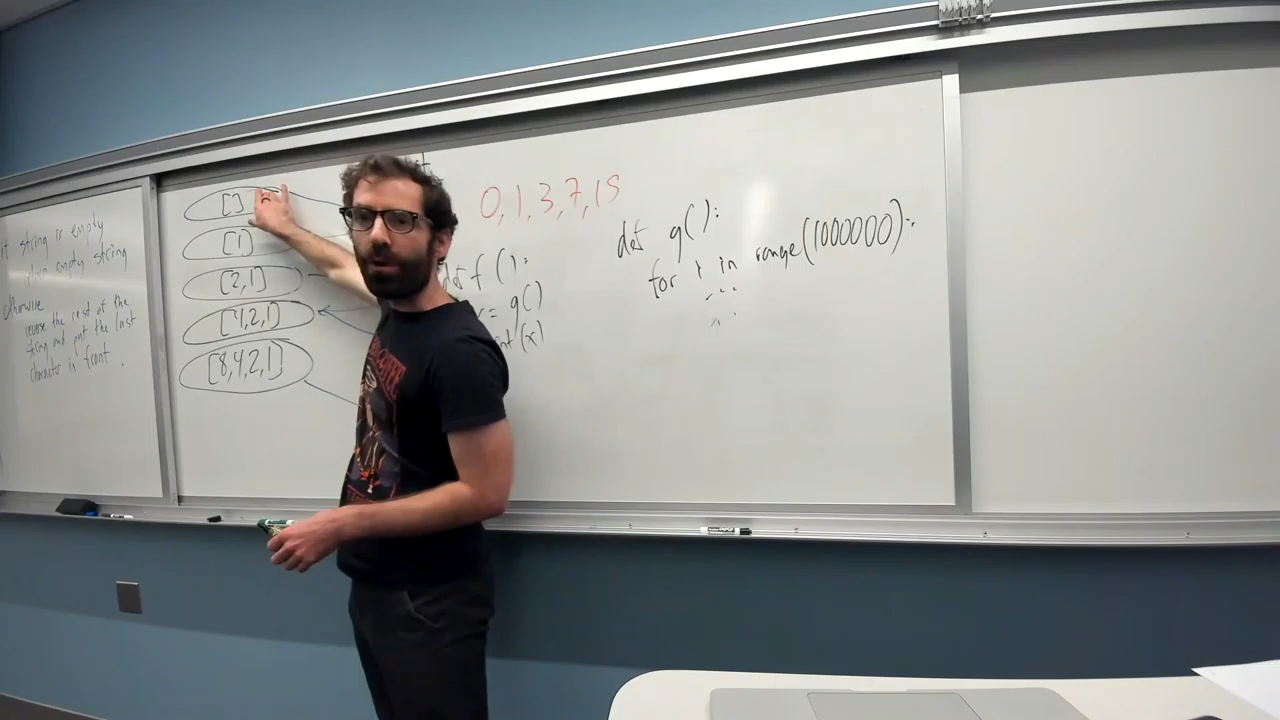 if string is empty
return empty string
otherwise
reverse the rest of the
string and put the last
character in front.
[]
[1]
[2,1]
[4,2,1]
[8,4,2,1]
0,1,3,7,15
def f():
= g()
(x)
def g():
for i in range(1000000):
...